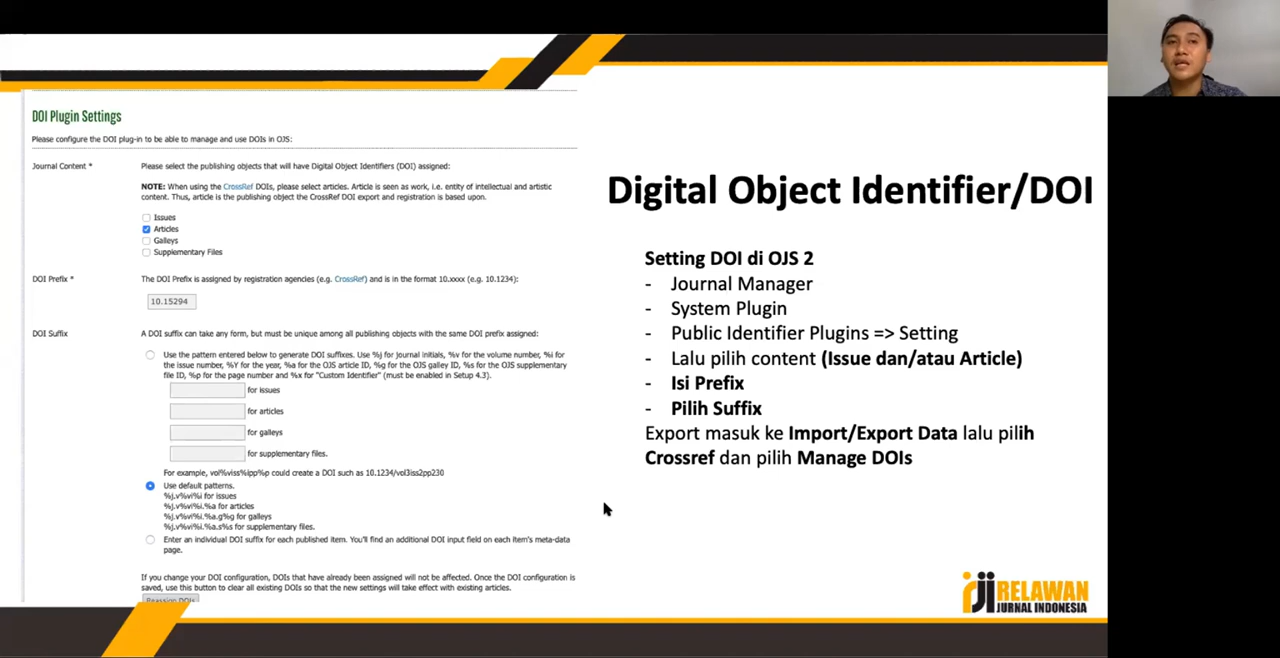 DOI Plugin Settings
Please configure the DOI plug-in to be able to manage and use DOIs in OJS:
Journal Content *
Please select the publishing objects that will have Digital Object Identifiers (DOI) assigned:
NOTE: When using the CrossRef DOIs, please select articles. Article is seen as work, i.e. entity of intellectual and artistic
content. Thus, article is the publishing object the CrossRef DOI export and registration is based upon.
Issues
Articles
Galleys
Supplementary Files
DOI Prefix *
The DOI Prefix is assigned by registration agencies (e.g. CrossRef) and is in the format 10.xxxx (e.g. 10.1234):
10.15294
DOI Suffix
A DOI suffix can take any form, but must be unique among all publishing objects with the same DOI prefix assigned:
Use the pattern entered below to generate DOI suffixes. Use %j for journal initials, %v for the volume number, %i for
the issue number, %Y for the year, %a for the OJS article ID, %g for the OJS galley ID, %s for the OJS supplementary
file ID, %p for the page number and %x for "Custom Identifier" (must be enabled in Setup 4.3).
for issues
for articles
for galleys
for supplementary files.
For example, vol%viss%ipp%p could create a DOI such as 10.1234/vol3iss2pp230
Use default patterns.
%j.v%vi%i for issues
%j.v%vi%i.%a for articles
%j.v%vi%i.%a.g%g for galleys
%j.v%vi%i.%a.s%s for supplementary files.
Enter an individual DOI suffix for each published item. You'll find an additional DOI input field on each item's meta-data
page.
If you change your DOI configuration, DOIs that have already been assigned will not be affected. Once the DOI configuration is
saved, use this button to clear all existing DOIs so that the new settings will take effect with existing articles.
Reassign DOIs
Digital Object Identifier/DOI
Setting DOI di OJS 2
- Journal Manager
- System Plugin
- Public Identifier Plugins => Setting
- Lalu pilih content (Issue dan/atau Article)
- Isi Prefix
- Pilih Suffix
Export masuk ke Import/Export Data lalu pilih
Crossref dan pilih Manage DOIs
rji RELAWAN
JURNAL INDONESIA